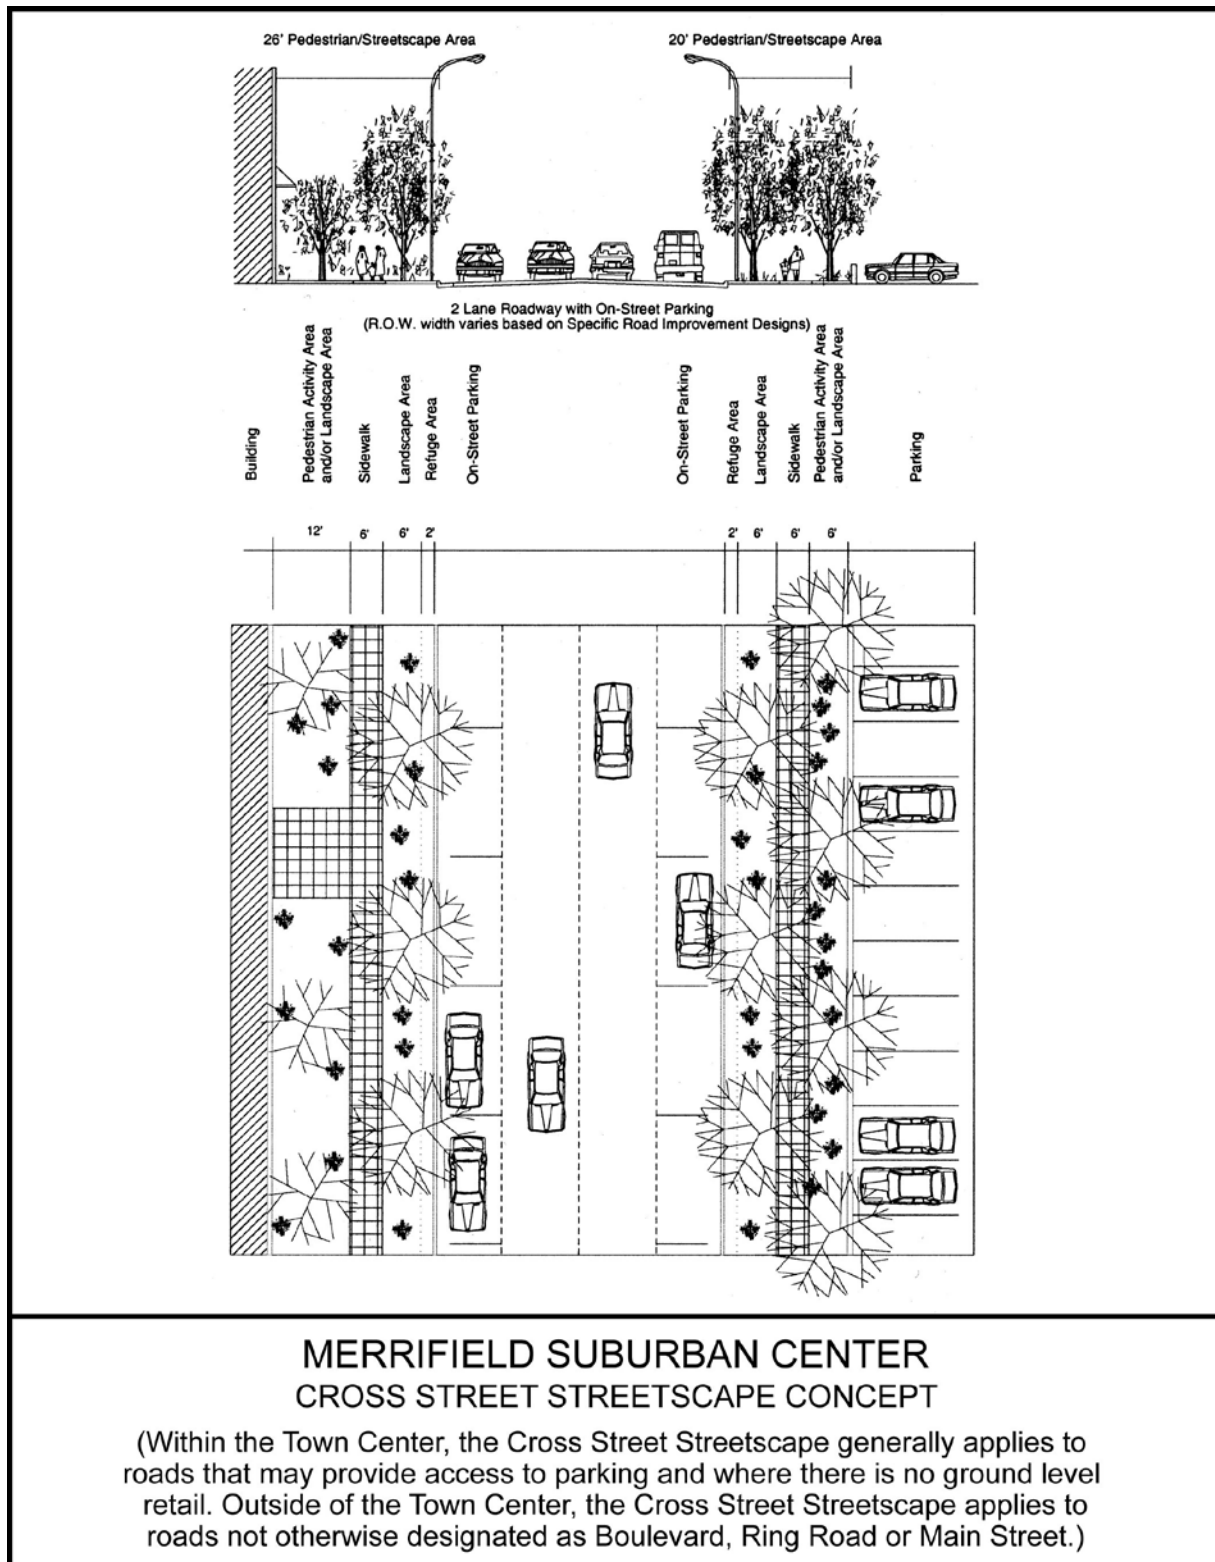 26' Pedestrian/Streetscape Area
20' Pedestrian/Streetscape Area
2 Lane Roadway with On-Street Parking
(R.O.W. width varies based on Specific Road Improvement Designs)
Building
Pedestrian Activity Area
and/or Landscape Area
Sidewalk
Landscape Area
Refuge Area
On-Street Parking
On-Street Parking
Refuge Area
Landscape Area
Sidewalk
Pedestrian Activity Area
and/or Landscape Area
Parking
12' 6' 6' 2' 2' 6' 6' 6'
MERRIFIELD SUBURBAN CENTER
CROSS STREET STREETSCAPE CONCEPT
(Within the Town Center, the Cross Street Streetscape generally applies to
roads that may provide access to parking and where there is no ground level
retail. Outside of the Town Center, the Cross Street Streetscape applies to
roads not otherwise designated as Boulevard, Ring Road or Main Street.)